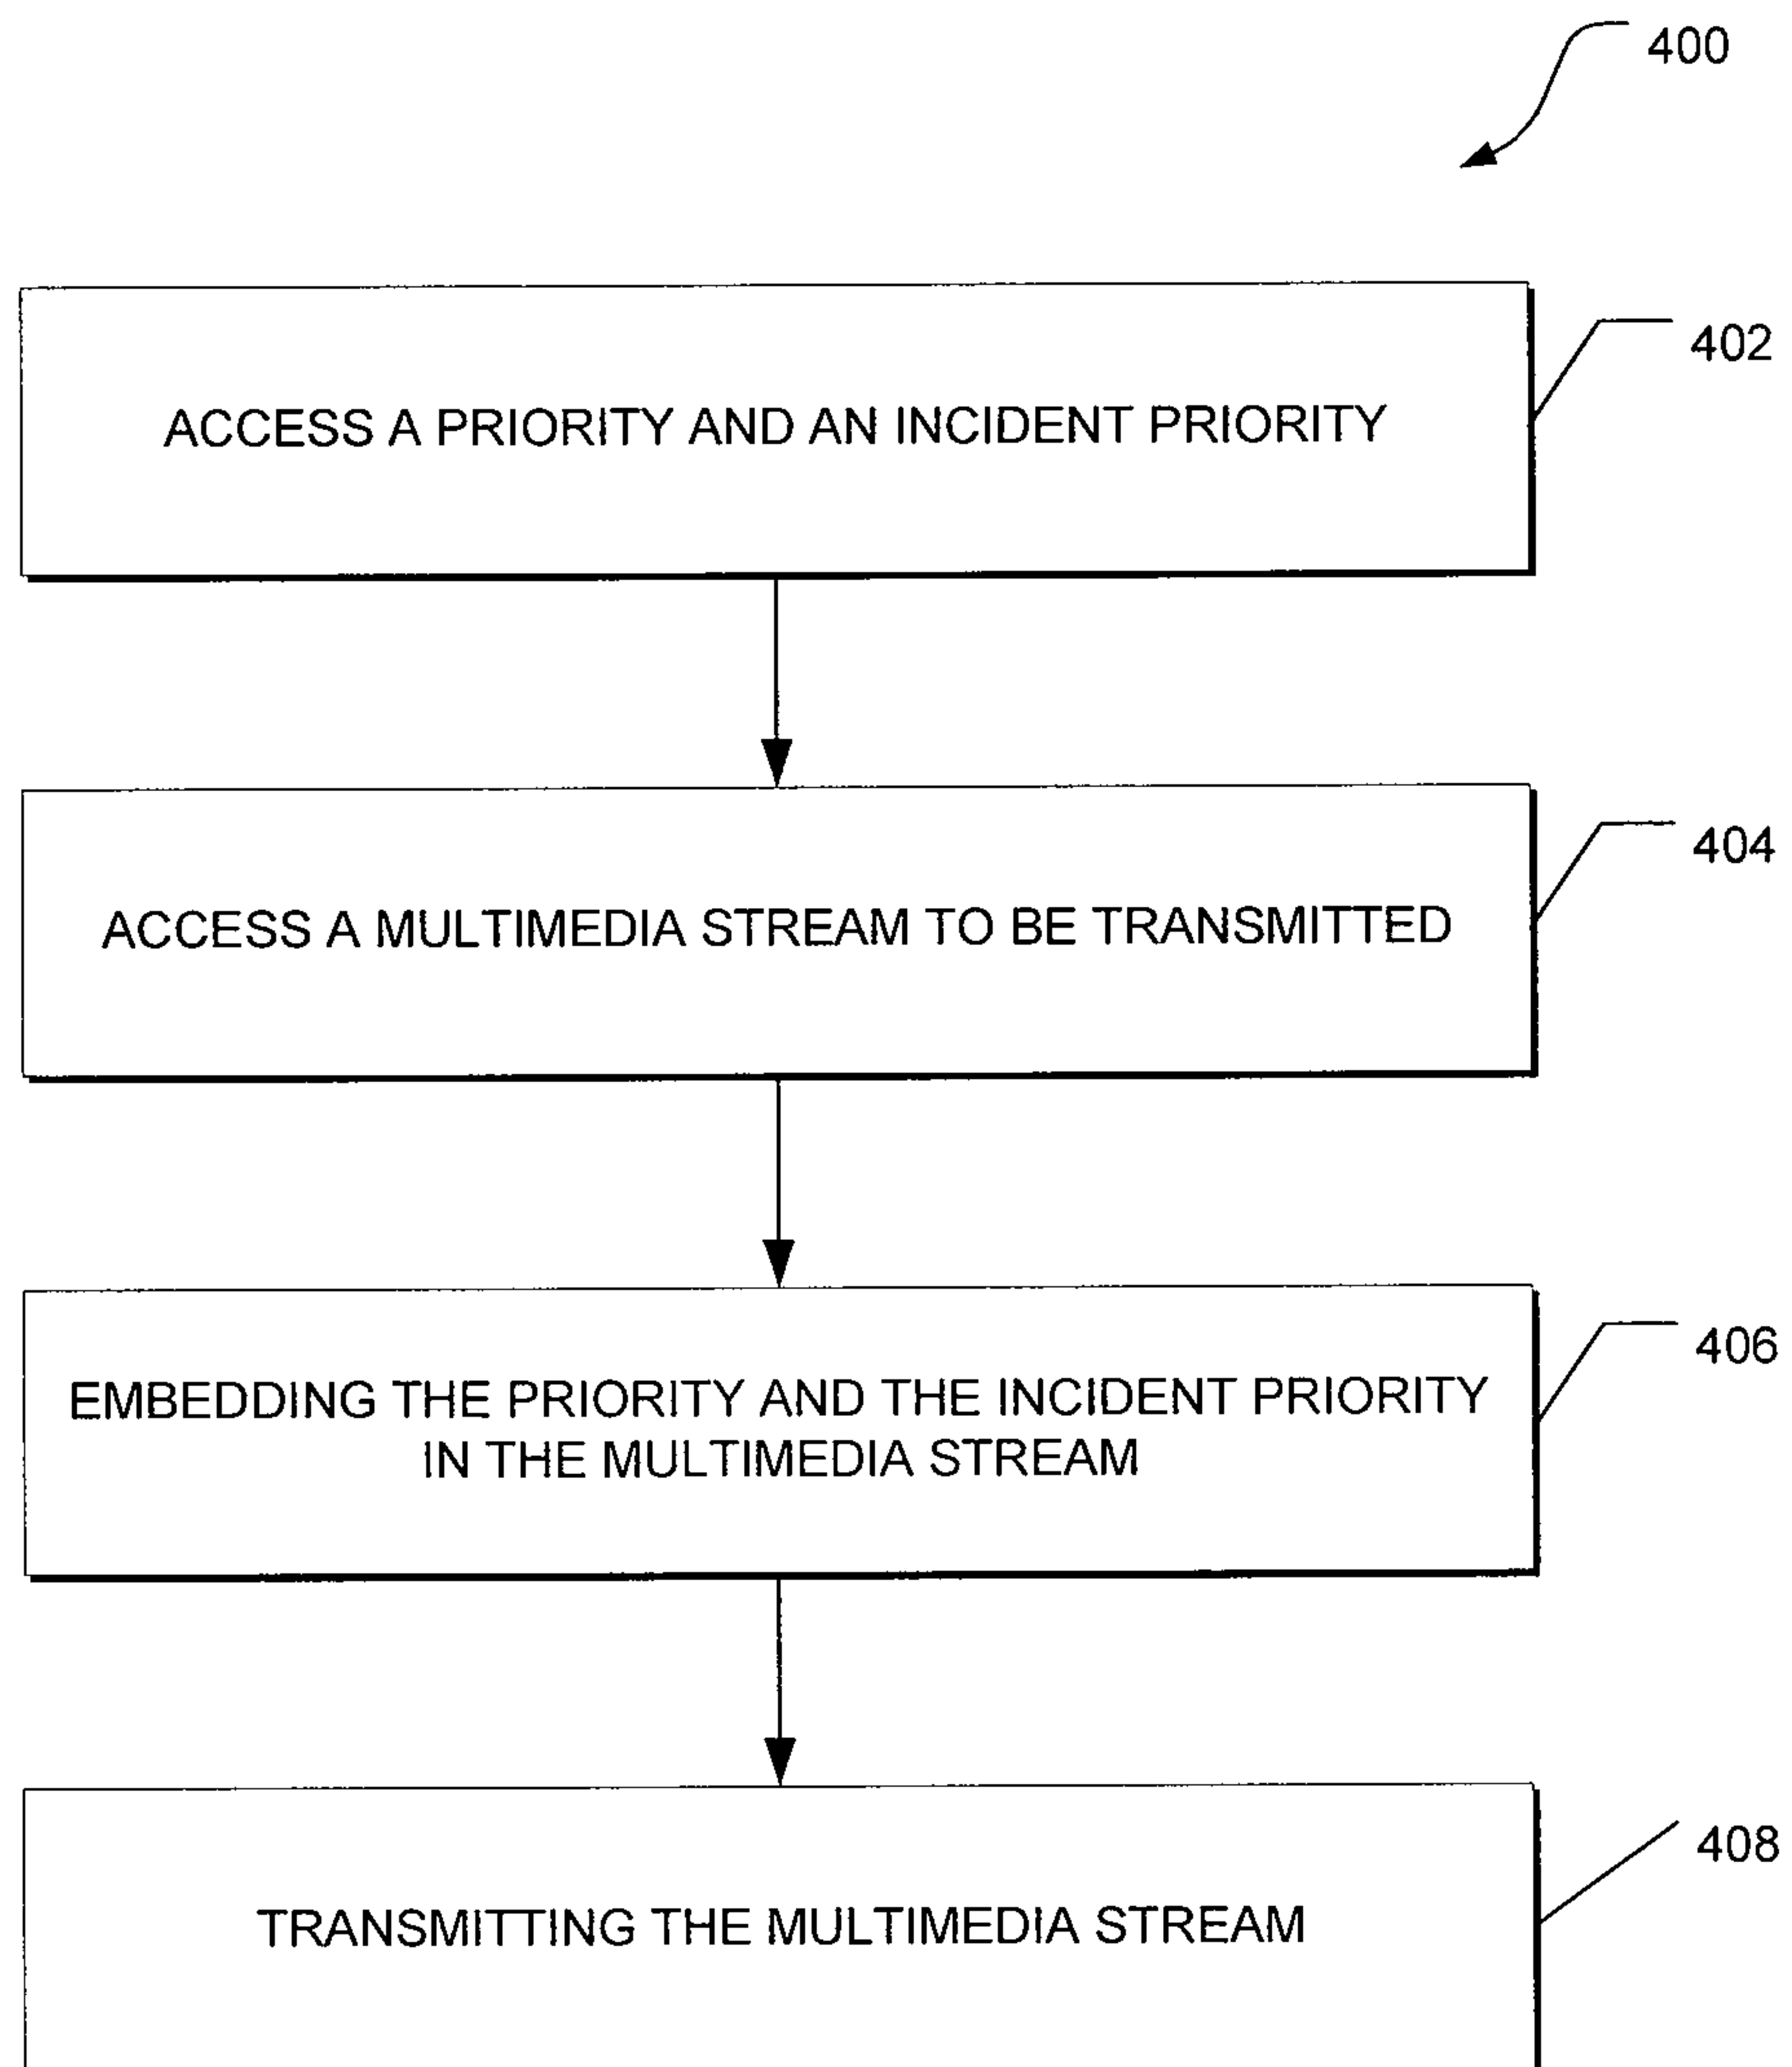 400
ACCESS A PRIORITY AND AN INCIDENT PRIORITY
402
ACCESS A MULTIMEDIA STREAM TO BE TRANSMITTED
404
EMBEDDING THE PRIORITY AND THE INCIDENT PRIORITY
IN THE MULTIMEDIA STREAM
406
TRANSMITTING THE MULTIMEDIA STREAM
408